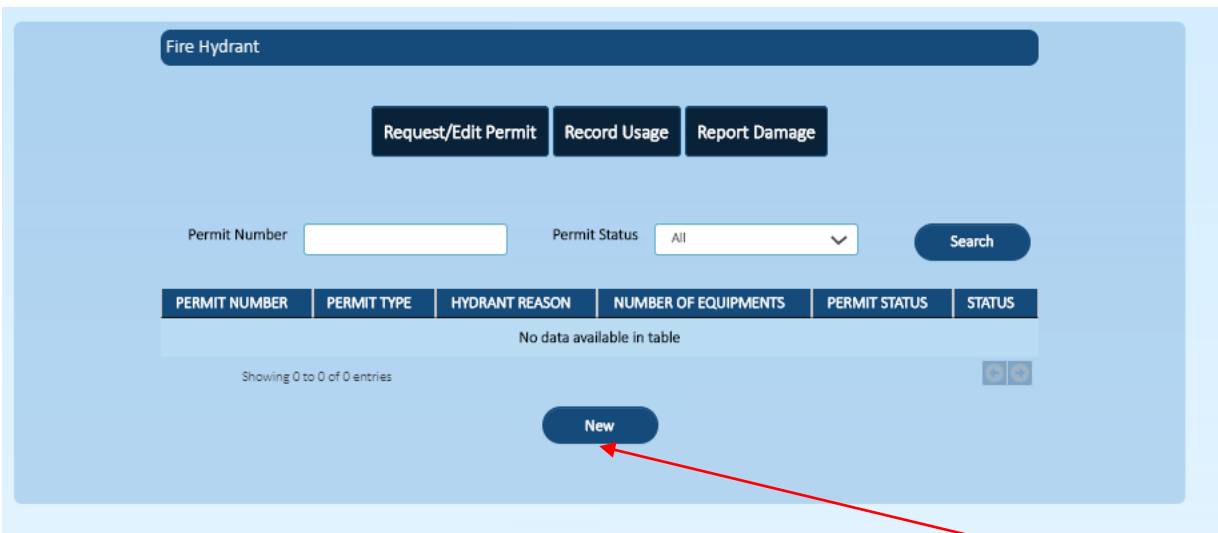 Fire Hydrant
Request/Edit Permit Record Usage Report Damage
Permit Number Permit Status All Search
PERMIT NUMBER PERMIT TYPE HYDRANT REASON NUMBER OF EQUIPMENTS PERMIT STATUS STATUS
No data available in table
Showing 0 to 0 of 0 entries
New